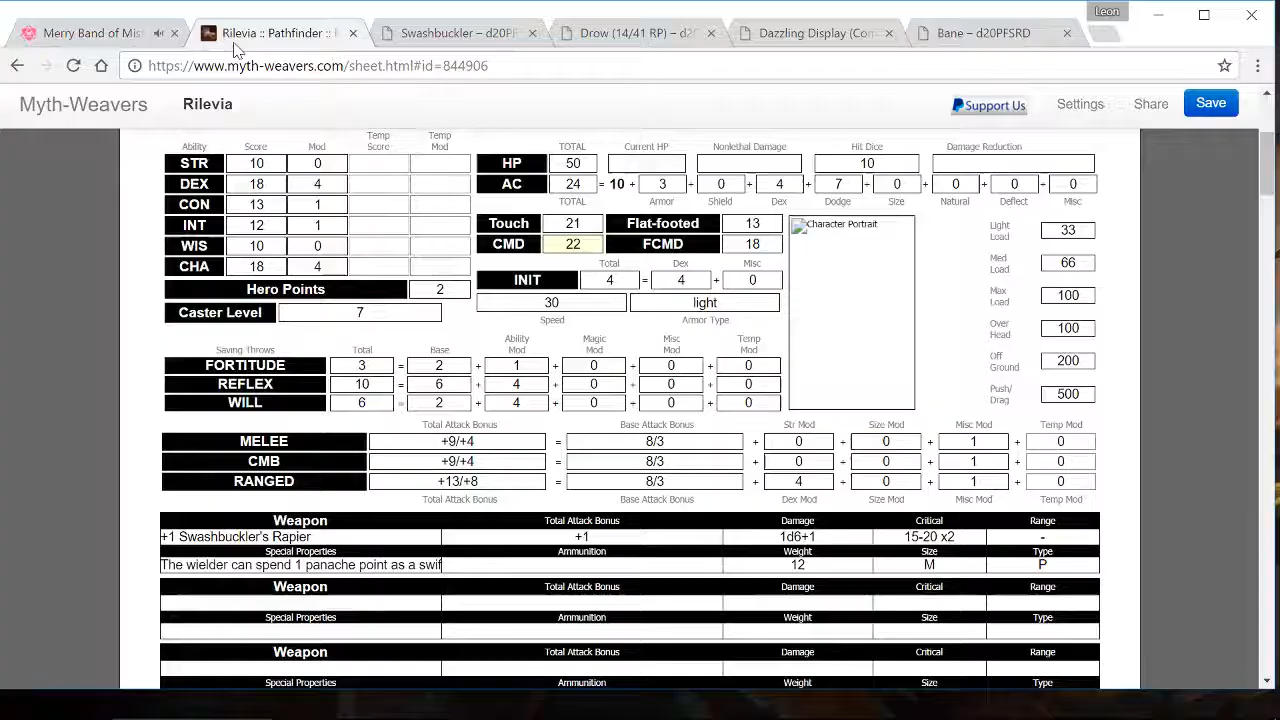 Leon
Merry Band of Mis
Rilevia :: Pathfinder ::
Swashbuckler – d20PF
Drow (14/41 RP) – d20
Dazzling Display (Com
Bane – d20PFSRD
https://www.myth-weavers.com/sheet.html#id=844906
Myth-Weavers Rilevia Support Us Settings Share Save
Ability Score Mod Temp Score Temp Mod TOTAL Current HP Nonlethal Damage Hit Dice Damage Reduction
STR 10 0 HP 50 10
DEX 18 4 AC 24 = 10 + 3 + 0 + 4 + 7 + 0 + 0 + 0 + 0
CON 13 1 TOTAL Armor Shield Dex Dodge Size Natural Deflect Misc
INT 12 1 Touch 21 Flat-footed 13 Character Portrait Light Load 33
WIS 10 0 CMD 22 FCMD 18
CHA 18 4 Total Dex Misc Med Load 66
Hero Points 2 INIT 4 = 4 + 0 Max Load 100
Caster Level 7 30 light
Speed Armor Type Over Head 100
Saving Throws Total Base Ability Mod Magic Mod Misc Mod Temp Mod
FORTITUDE 3 = 2 + 1 + 0 + 0 + 0 Off Ground 200
REFLEX 10 = 6 + 4 + 0 + 0 + 0 Push/ Drag 500
WILL 6 = 2 + 4 + 0 + 0 + 0
Total Attack Bonus Base Attack Bonus Str Mod Size Mod Misc Mod Temp Mod
MELEE +9/+4 = 8/3 + 0 + 0 + 1 + 0
CMB +9/+4 = 8/3 + 0 + 0 + 1 + 0
RANGED +13/+8 = 8/3 + 4 + 0 + 1 + 0
Total Attack Bonus Base Attack Bonus Dex Mod Size Mod Misc Mod Temp Mod
Weapon Total Attack Bonus Damage Critical Range
+1 Swashbuckler's Rapier +1 1d6+1 15-20 x2 -
Special Properties Ammunition Weight Size Type
The wielder can spend 1 panache point as a swif 12 M P
Weapon Total Attack Bonus Damage Critical Range
Special Properties Ammunition Weight Size Type
Weapon Total Attack Bonus Damage Critical Range
Special Properties Ammunition Weight Size Type